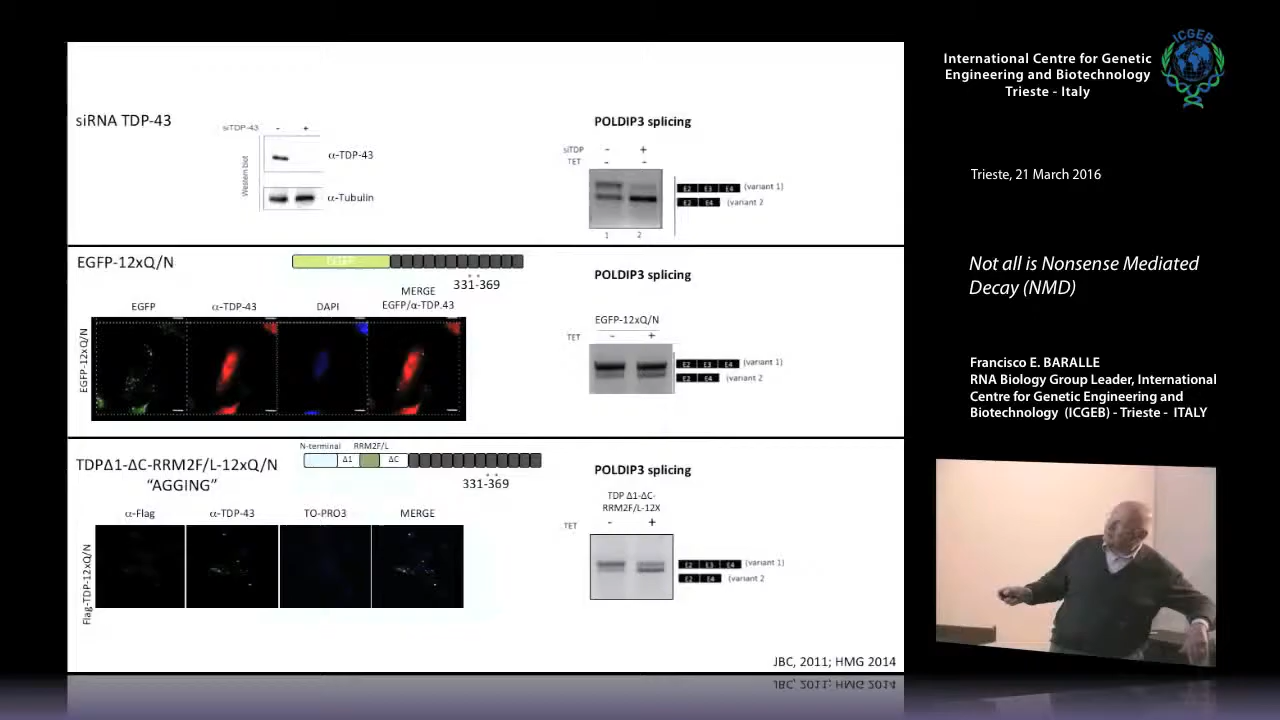 siRNA TDP-43
siTDP-43 - +
Western blot
α-TDP-43
α-Tubulin
POLDIP3 splicing
siTDP - +
TET - -
E2 E3 E4 (variant 1)
E2 E4 (variant 2
1 2
EGFP-12xQ/N
EGFP
331-369
MERGE
EGFP α-TDP-43 DAPI EGFP/α-TDP.43
EGFP-12xQ/N
POLDIP3 splicing
EGFP-12xQ/N
TET - +
E2 E3 E4 (variant 1)
E2 E4 (variant 2
N-terminal RRM2F/L
Δ1 ΔC
TDPΔ1-ΔC-RRM2F/L-12xQ/N
"AGGING"
331-369
α-Flag α-TDP-43 TO-PRO3 MERGE
Flag-TDP-12xQ/N
POLDIP3 splicing
TDP Δ1-ΔC-
RRM2F/L-12X
TET - +
E2 E3 E4 (variant 1)
E2 E4 (variant 2
JBC, 2011; HMG 2014
International Centre for Genetic
Engineering and Biotechnology
Trieste - Italy
ICGEB
Trieste, 21 March 2016
Not all is Nonsense Mediated
Decay (NMD)
Francisco E. BARALLE
RNA Biology Group Leader, International
Centre for Genetic Engineering and
Biotechnology (ICGEB) - Trieste - ITALY